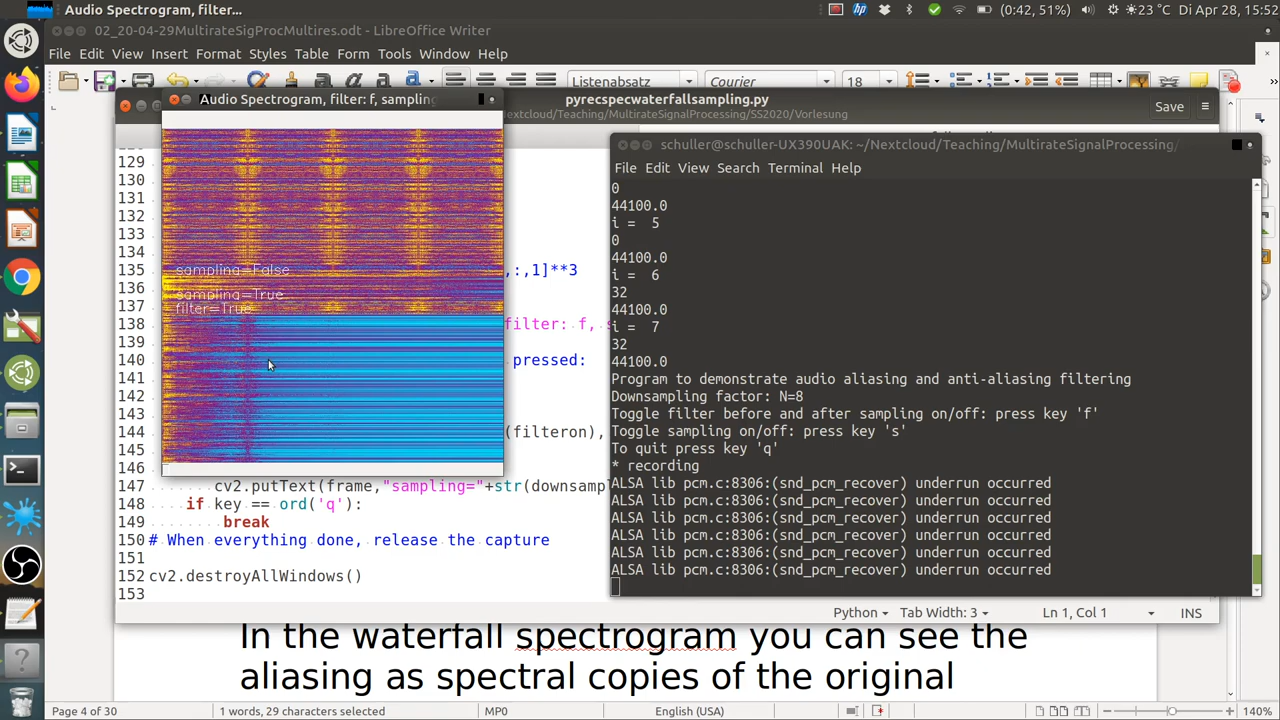 Audio Spectrogram, filter...
(0:42, 51%)
23 °C
Di Apr 28, 15:52
02_20-04-29MultirateSigProcMultires.odt - LibreOffice Writer
File Edit View Insert Format Styles Table Form Tools Window Help
Listenabsatz
Courier
18
Audio Spectrogram, filter: f, sampling
pyrecspecwaterfallsampling.py
extcloud/Teaching/MultirateSignalProcessing/SS2020/Vorlesung
Save
File Edit View Search Terminal Help
129
130
131
132
133
134
135 ,:,1]**3
136
137
138 filter: f, s
139
140 pressed:
141
142
143
144 (filteron),
145
146
147 cv2.putText(frame,"sampling="+str(downsamp
148 if key == ord('q'):
149 break
150 # When everything done, release the capture
151
152 cv2.destroyAllWindows()
153
sampling=False
sampling=True
filter=True
0
44100.0
i = 5
0
44100.0
i = 6
32
44100.0
i = 7
32
44100.0
to demonstrate audio and anti-aliasing filtering
Downsampling factor: N=8
Toggle filter before and after sampling on/off: press key 'f'
Toggle sampling on/off: press key 's'
To quit press key 'q'
* recording
ALSA lib pcm.c:8306:(snd_pcm_recover) underrun occurred
ALSA lib pcm.c:8306:(snd_pcm_recover) underrun occurred
ALSA lib pcm.c:8306:(snd_pcm_recover) underrun occurred
ALSA lib pcm.c:8306:(snd_pcm_recover) underrun occurred
ALSA lib pcm.c:8306:(snd_pcm_recover) underrun occurred
ALSA lib pcm.c:8306:(snd_pcm_recover) underrun occurred
Python Tab Width: 3 Ln 1, Col 1 INS
In the waterfall spectrogram you can see the
aliasing as spectral copies of the original
Page 4 of 30 1 words, 29 characters selected MP0 English (USA) 140%